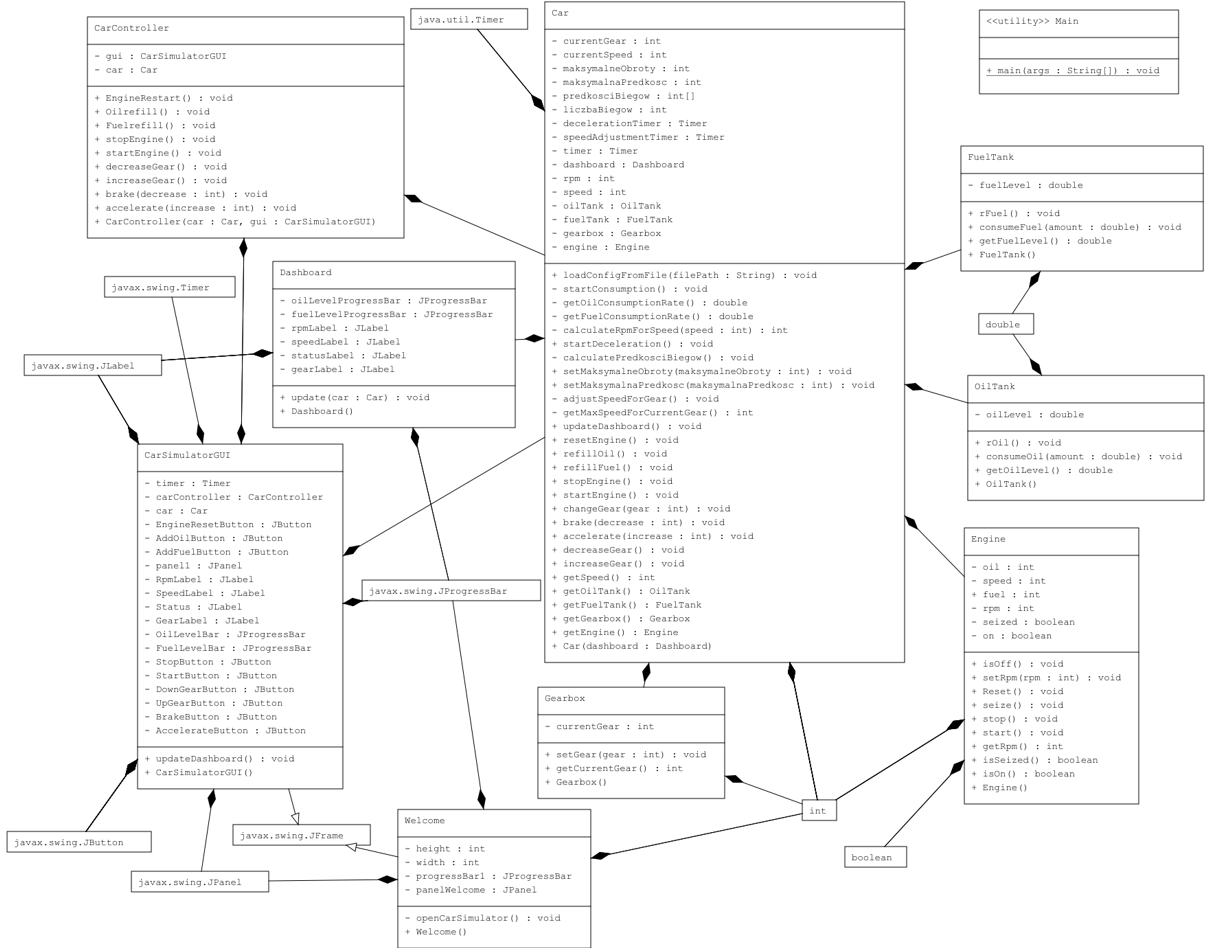 CarController
- gui : CarSimulatorGUI
- car : Car
+ EngineRestart() : void
+ Oilrefill() : void
+ Fuelrefill() : void
+ stopEngine() : void
+ startEngine() : void
+ decreaseGear() : void
+ increaseGear() : void
+ brake(decrease : int) : void
+ accelerate(increase : int) : void
+ CarController(car : Car, gui : CarSimulatorGUI)
java.util.Timer
Car
- currentGear : int
- currentSpeed : int
- maksymalneObroty : int
- maksymalnaPredkosc : int
- predkosciBiegow : int[]
- liczbaBiegow : int
- decelerationTimer : Timer
- speedAdjustmentTimer : Timer
- timer : Timer
- dashboard : Dashboard
- rpm : int
- speed : int
- oilTank : OilTank
- fuelTank : FuelTank
- gearbox : Gearbox
- engine : Engine
+ loadConfigFromFile(filePath : String) : void
- startConsumption() : void
- getOilConsumptionRate() : double
- getFuelConsumptionRate() : double
- calculateRpmForSpeed(speed : int) : int
+ startDeceleration() : void
- calculatePredkosciBiegow() : void
+ setMaksymalneObroty(maksymalneObroty : int) : void
+ setMaksymalnaPredkosc(maksymalnaPredkosc : int) : void
- adjustSpeedForGear() : void
- getMaxSpeedForCurrentGear() : int
+ updateDashboard() : void
+ resetEngine() : void
+ refillOil() : void
+ refillFuel() : void
+ stopEngine() : void
+ startEngine() : void
+ changeGear(gear : int) : void
+ brake(decrease : int) : void
+ accelerate(increase : int) : void
+ decreaseGear() : void
+ increaseGear() : void
+ getSpeed() : int
+ getOilTank() : OilTank
+ getFuelTank() : FuelTank
+ getGearbox() : Gearbox
+ getEngine() : Engine
+ Car(dashboard : Dashboard)
<<utility>> Main
+ main(args : String[]) : void
FuelTank
- fuelLevel : double
+ rFuel() : void
+ consumeFuel(amount : double) : void
+ getFuelLevel() : double
+ FuelTank()
double
OilTank
- oilLevel : double
+ rOil() : void
+ consumeOil(amount : double) : void
+ getOilLevel() : double
+ OilTank()
javax.swing.Timer
Dashboard
- oilLevelProgressBar : JProgressBar
- fuelLevelProgressBar : JProgressBar
- rpmLabel : JLabel
- speedLabel : JLabel
- statusLabel : JLabel
- gearLabel : JLabel
+ update(car : Car) : void
+ Dashboard()
javax.swing.JLabel
CarSimulatorGUI
- timer : Timer
- carController : CarController
- car : Car
- EngineResetButton : JButton
- AddOilButton : JButton
- AddFuelButton : JButton
- panel1 : JPanel
- RpmLabel : JLabel
- SpeedLabel : JLabel
- Status : JLabel
- GearLabel : JLabel
- OilLevelBar : JProgressBar
- FuelLevelBar : JProgressBar
- StopButton : JButton
- StartButton : JButton
- DownGearButton : JButton
- UpGearButton : JButton
- BrakeButton : JButton
- AccelerateButton : JButton
+ updateDashboard() : void
+ CarSimulatorGUI()
javax.swing.JProgressBar
Engine
- oil : int
- speed : int
+ fuel : int
- rpm : int
- seized : boolean
- on : boolean
+ isOff() : void
+ setRpm(rpm : int) : void
+ Reset() : void
+ seize() : void
+ stop() : void
+ start() : void
+ getRpm() : int
+ isSeized() : boolean
+ isOn() : boolean
+ Engine()
Gearbox
- currentGear : int
+ setGear(gear : int) : void
+ getCurrentGear() : int
+ Gearbox()
int
boolean
javax.swing.JButton
javax.swing.JFrame
javax.swing.JPanel
Welcome
- height : int
- width : int
- progressBar1 : JProgressBar
- panelWelcome : JPanel
- openCarSimulator() : void
+ Welcome()